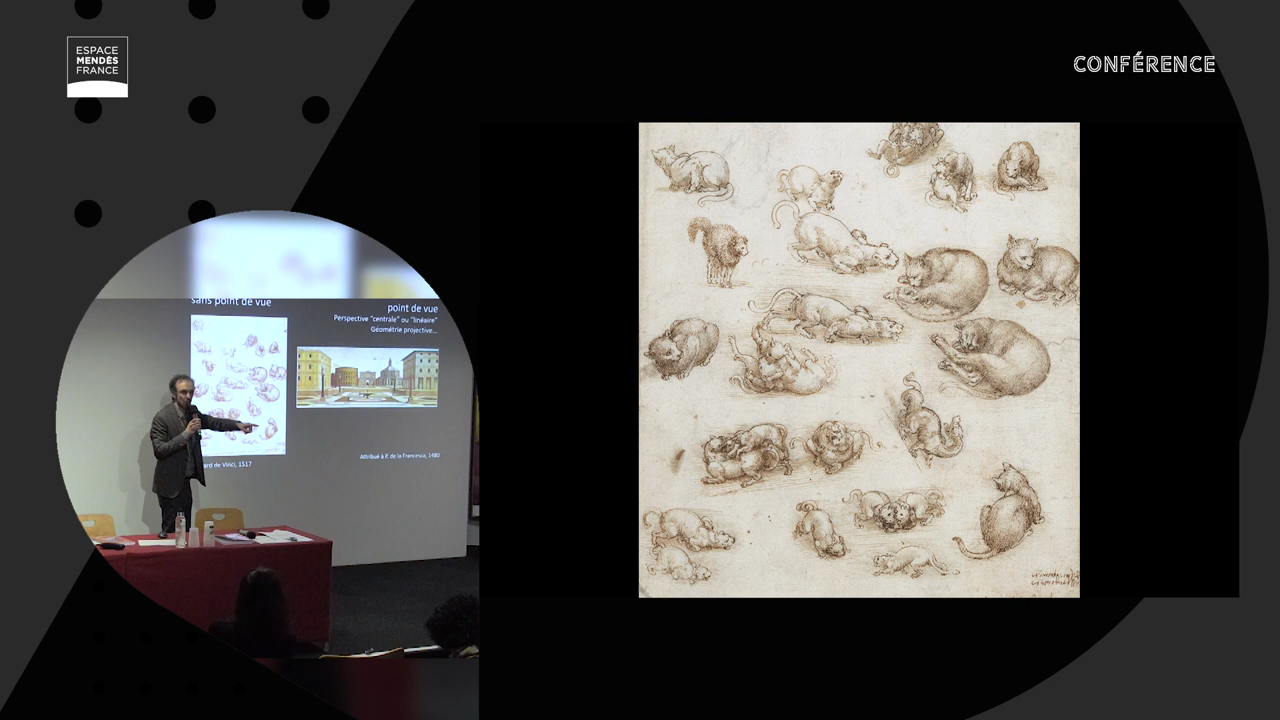 ESPACE
MENDÈS
FRANCE
CONFÉRENCE
sans point de vue
point de vue
Perspective "centrale" ou "linéaire"
Géométrie projective...
ard de Vinci, 1517
Attribué à P. de la Francesca, 1480